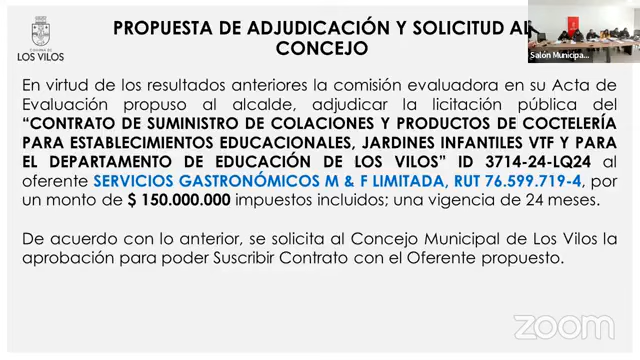 PROPUESTA DE ADJUDICACIÓN Y SOLICITUD AL
CONCEJO
LOS VILOS
Salón Municipa...
En virtud de los resultados anteriores la comisión evaluadora en su Acta de
Evaluación propuso al alcalde, adjudicar la licitación pública del
“CONTRATO DE SUMINISTRO DE COLACIONES Y PRODUCTOS DE COCTELERÍA
PARA ESTABLECIMIENTOS EDUCACIONALES, JARDINES INFANTILES VTF Y PARA
EL DEPARTAMENTO DE EDUCACIÓN DE LOS VILOS” ID 3714-24-LQ24 al
oferente SERVICIOS GASTRONÓMICOS M & F LIMITADA, RUT 76.599.719-4, por
un monto de $ 150.000.000 impuestos incluidos; una vigencia de 24 meses.
De acuerdo con lo anterior, se solicita al Concejo Municipal de Los Vilos la
aprobación para poder Suscribir Contrato con el Oferente propuesto.
zoom